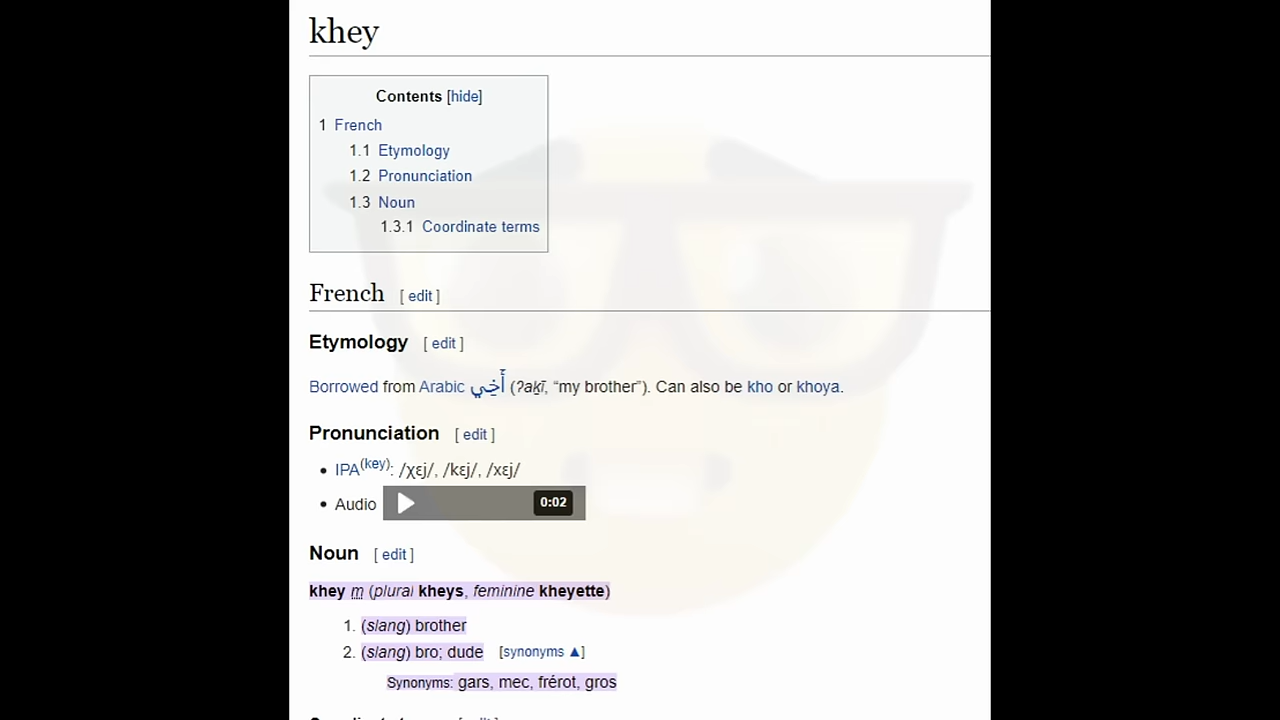 khey
Contents [hide]
1 French
1.1 Etymology
1.2 Pronunciation
1.3 Noun
1.3.1 Coordinate terms
French [ edit ]
Etymology [ edit ]
Borrowed from Arabic أَخِي (ʔaḵī, “my brother”). Can also be kho or khoya.
Pronunciation [ edit ]
• IPA(key): /χɛj/, /kɛj/, /xɛj/
• Audio 0:02
Noun [ edit ]
khey m (plural kheys, feminine kheyette)
1. (slang) brother
2. (slang) bro; dude [synonyms ▲]
Synonyms: gars, mec, frérot, gros